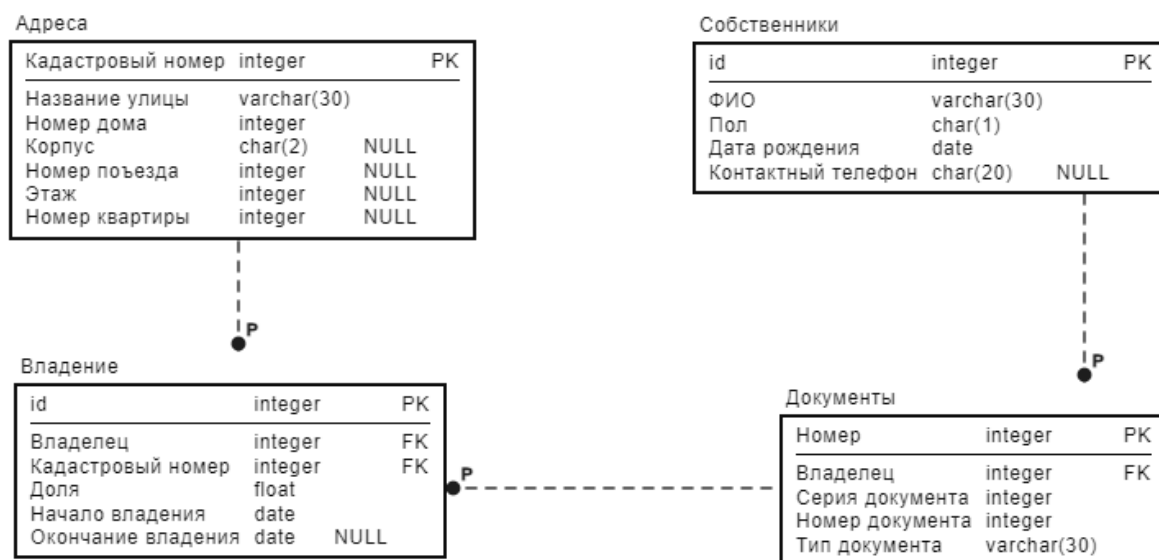 Адреса
Кадастровый номер integer PK
Название улицы varchar(30)
Номер дома integer
Корпус char(2) NULL
Номер поъезда integer NULL
Этаж integer NULL
Номер квартиры integer NULL
P
Собственники
id integer PK
ФИО varchar(30)
Пол char(1)
Дата рождения date
Контактный телефон char(20) NULL
P
Владение
id integer PK
Владелец integer FK
Кадастровый номер integer FK
Доля float
Начало владения date
Окончание владения date NULL
P
Документы
Номер integer PK
Владелец integer FK
Серия документа integer
Номер документа integer
Тип документа varchar(30)